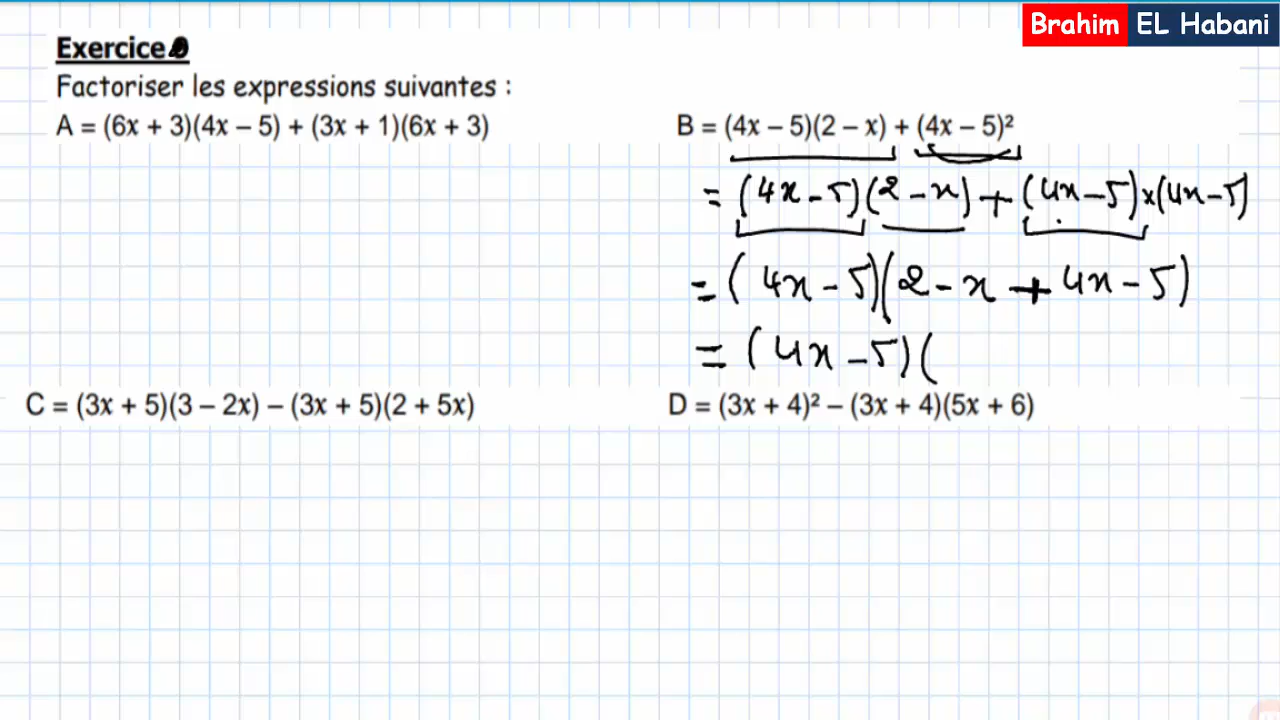 Brahim EL Habani
Exercice
Factoriser les expressions suivantes :
A = (6x + 3)(4x – 5) + (3x + 1)(6x + 3)
B = (4x – 5)(2 – x) + (4x – 5)²
= (4x - 5)(2 - x) + (4x - 5)×(4x - 5)
= (4x - 5)(2 - x + 4x - 5)
= (4x - 5)(
C = (3x + 5)(3 – 2x) – (3x + 5)(2 + 5x)
D = (3x + 4)² – (3x + 4)(5x + 6)